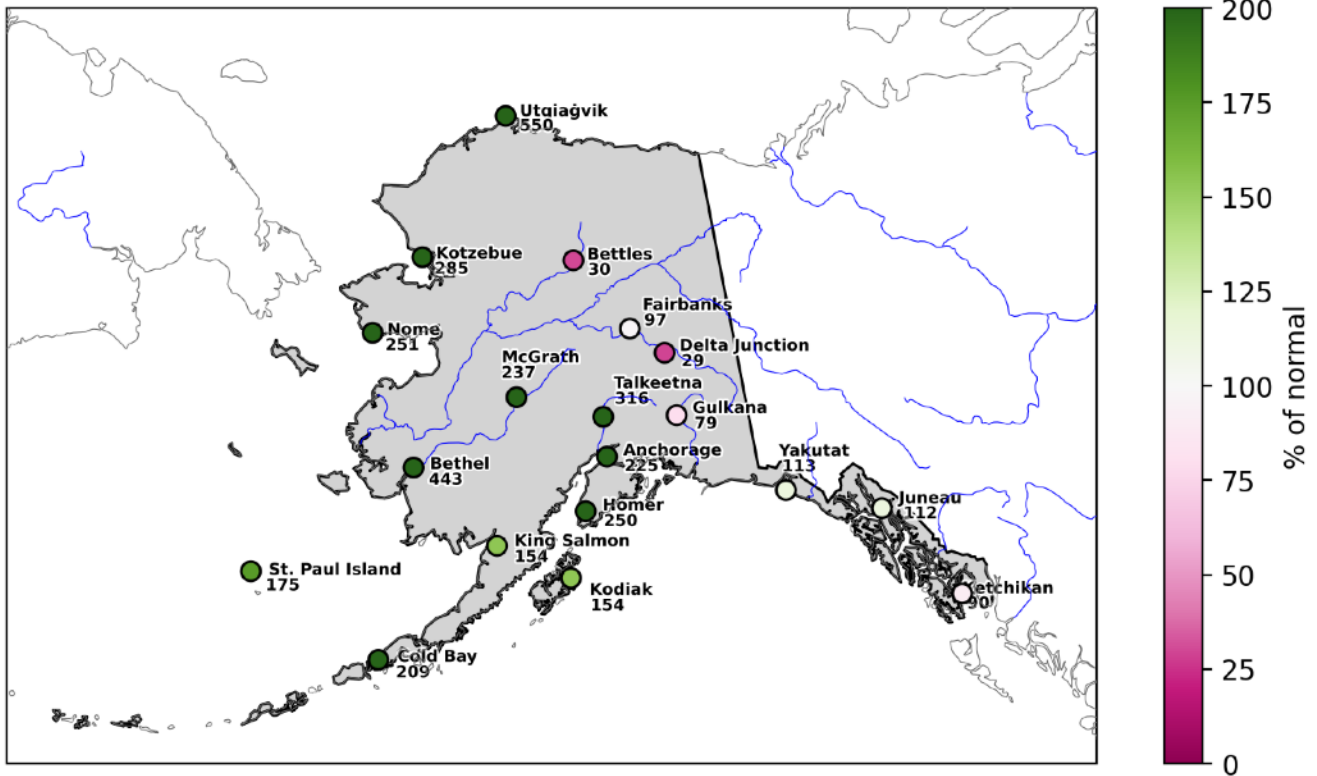 Utqiaġvik
550
Kotzebue
285
Bettles
30
Fairbanks
97
Nome
251
Delta Junction
29
McGrath
237
Talkeetna
316
Gulkana
79
Anchorage
225
Yakutat
113
Bethel
443
Juneau
112
Homer
250
King Salmon
154
St. Paul Island
175
Kodiak
154
Ketchikan
90
Cold Bay
209
200
175
150
125
100
75
50
25
0
% of normal